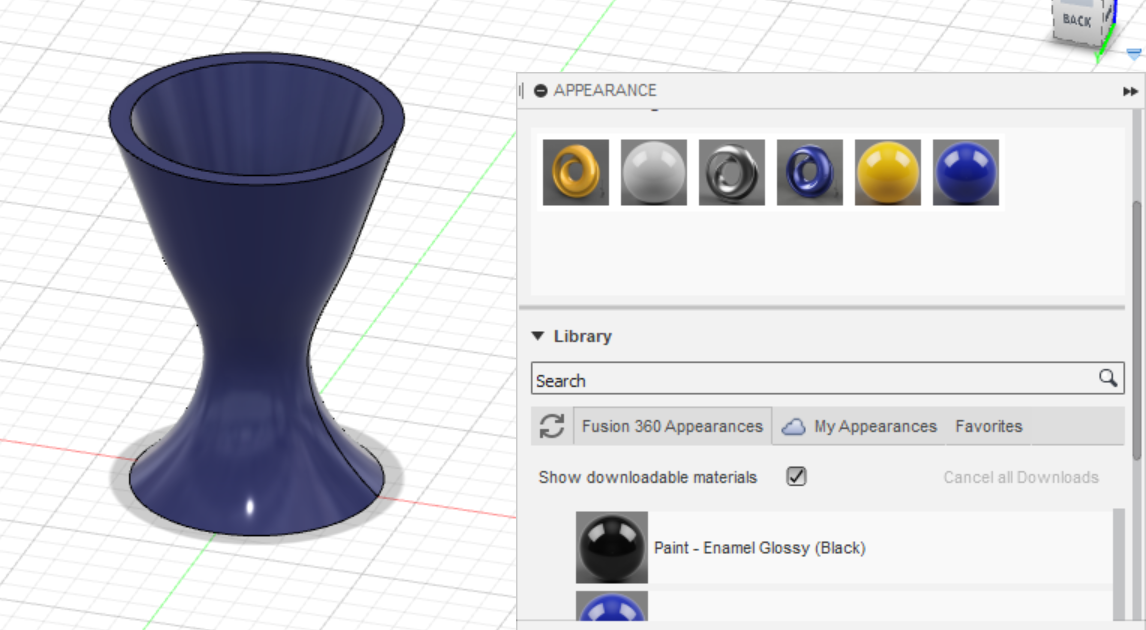 BACK
APPEARANCE
Library
Search
Fusion 360 Appearances My Appearances Favorites
Show downloadable materials Cancel all Downloads
Paint - Enamel Glossy (Black)